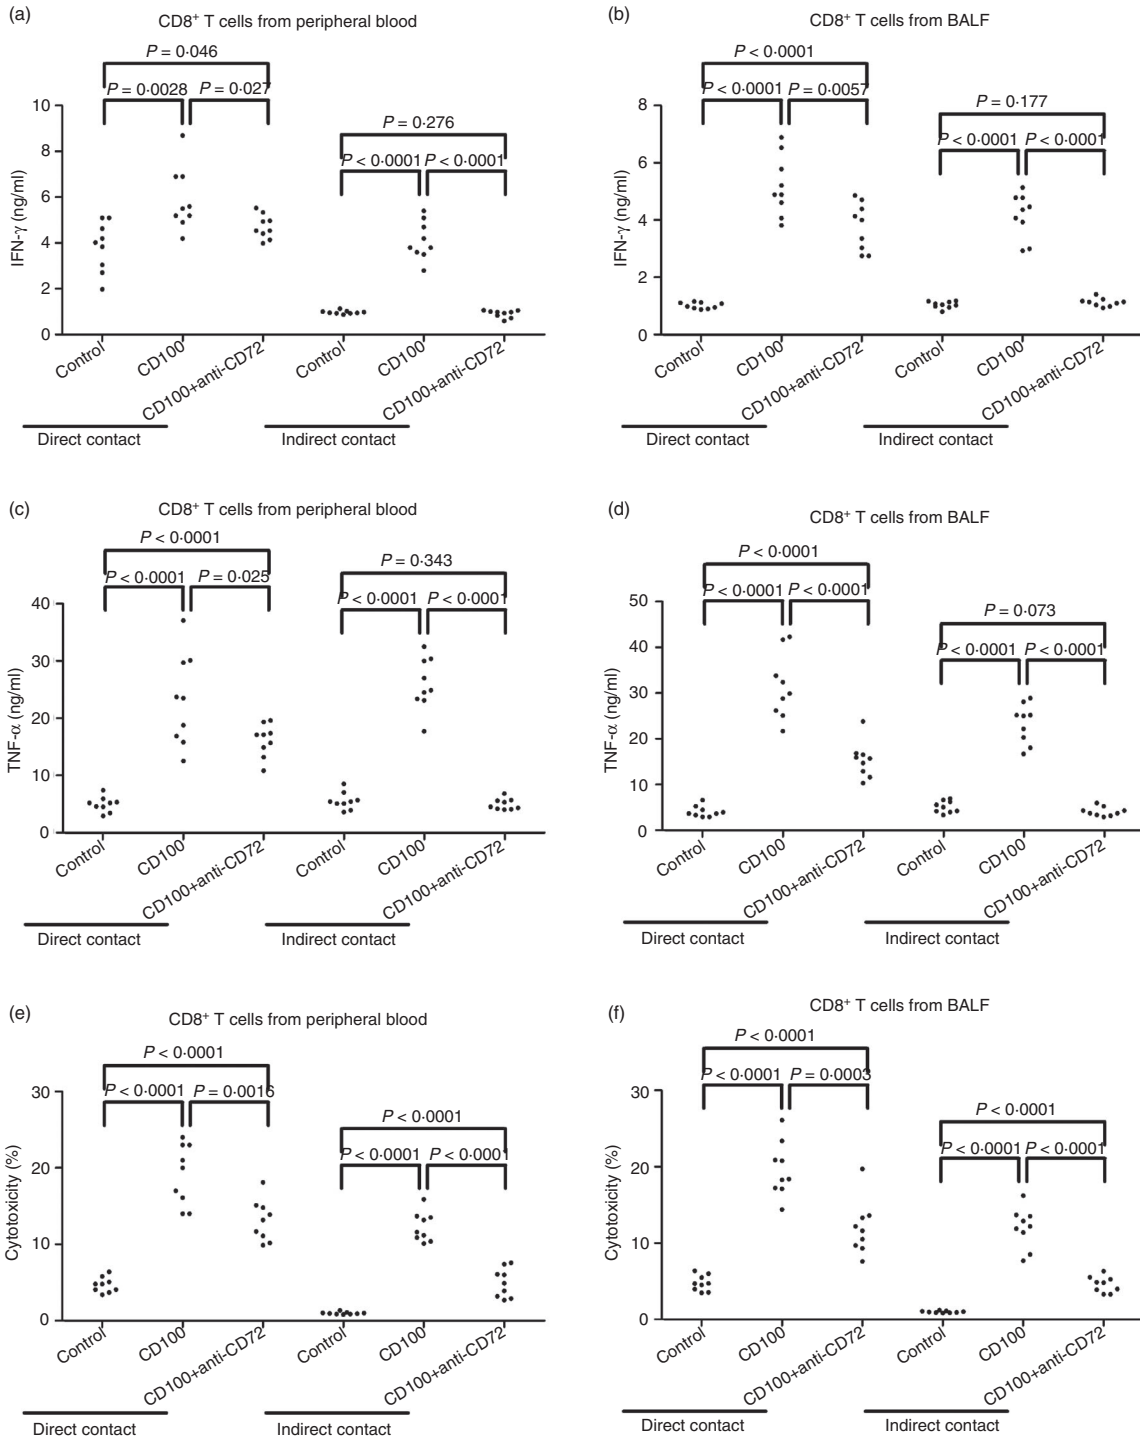 (a)
CD8+ T cells from peripheral blood
P = 0·046
P = 0·0028
P = 0·027
P = 0·276
P < 0·0001
P < 0·0001
10
8
6
4
2
0
IFN-γ (ng/ml)
Control
CD100
CD100+anti-CD72
Control
CD100
CD100+anti-CD72
Direct contact
Indirect contact
(b)
CD8+ T cells from BALF
P < 0·0001
P < 0·0001
P = 0·0057
P = 0·177
P < 0·0001
P < 0·0001
8
6
4
2
0
IFN-γ (ng/ml)
Control
CD100
CD100+anti-CD72
Control
CD100
CD100+anti-CD72
Direct contact
Indirect contact
(c)
CD8+ T cells from peripheral blood
P < 0·0001
P < 0·0001
P = 0·025
P = 0·343
P < 0·0001
P < 0·0001
40
30
20
10
0
TNF-α (ng/ml)
Control
CD100
CD100+anti-CD72
Control
CD100
CD100+anti-CD72
Direct contact
Indirect contact
(d)
CD8+ T cells from BALF
P < 0·0001
P < 0·0001
P < 0·0001
P = 0·073
P < 0·0001
P < 0·0001
50
40
30
20
10
0
TNF-α (ng/ml)
Control
CD100
CD100+anti-CD72
Control
CD100
CD100+anti-CD72
Direct contact
Indirect contact
(e)
CD8+ T cells from peripheral blood
P < 0·0001
P < 0·0001
P = 0·0016
P < 0·0001
P < 0·0001
P < 0·0001
30
20
10
0
Cytotoxicity (%)
Control
CD100
CD100+anti-CD72
Control
CD100
CD100+anti-CD72
Direct contact
Indirect contact
(f)
CD8+ T cells from BALF
P < 0·0001
P < 0·0001
P = 0·0003
P < 0·0001
P < 0·0001
P < 0·0001
30
20
10
0
Cytotoxicity (%)
Control
CD100
CD100+anti-CD72
Control
CD100
CD100+anti-CD72
Direct contact
Indirect contact